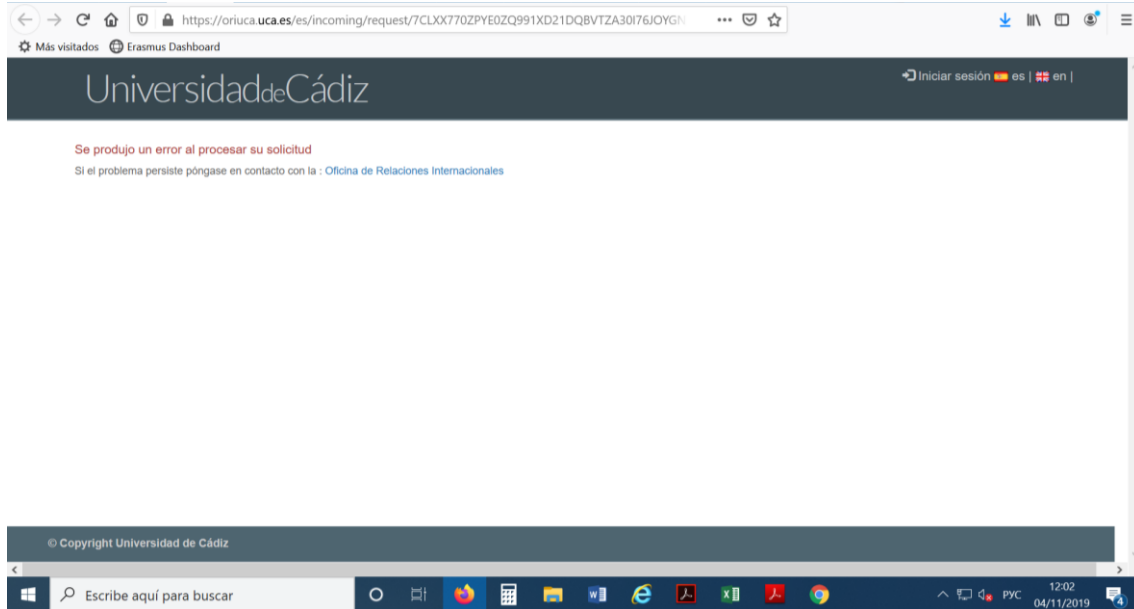 https://oriuca.uca.es/es/incoming/request/7CLXX770ZPYE0ZQ991XD21DQBVTZA30I76JOYGN
Más visitados Erasmus Dashboard
UniversidaddeCádiz
Iniciar sesión es | en |
Se produjo un error al procesar su solicitud
Si el problema persiste póngase en contacto con la : Oficina de Relaciones Internacionales
© Copyright Universidad de Cádiz
Escribe aquí para buscar
РУС
12:02
04/11/2019
4